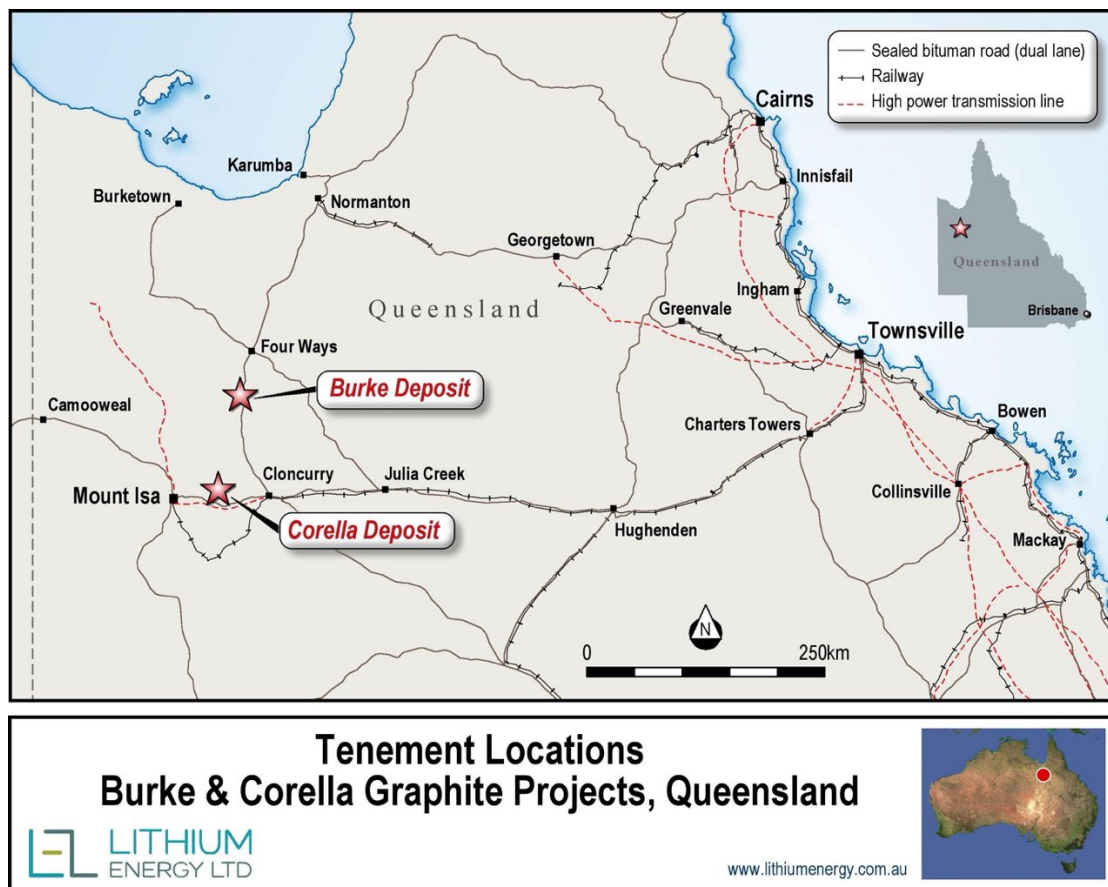 Sealed bituman road (dual lane)
Railway
High power transmission line
Cairns
Karumba
Innisfail
Burketown
Normanton
Georgetown
Queensland
Queensland
Ingham
Greenvale
Brisbane
Townsville
Four Ways
Burke Deposit
Camooweal
Bowen
Charters Towers
Cloncurry
Julia Creek
Mount Isa
Collinsville
Corella Deposit
Hughenden
Mackay
N
0
250km
Tenement Locations
Burke & Corella Graphite Projects, Queensland
LITHIUM
ENERGY LTD
www.lithiumenergy.com.au